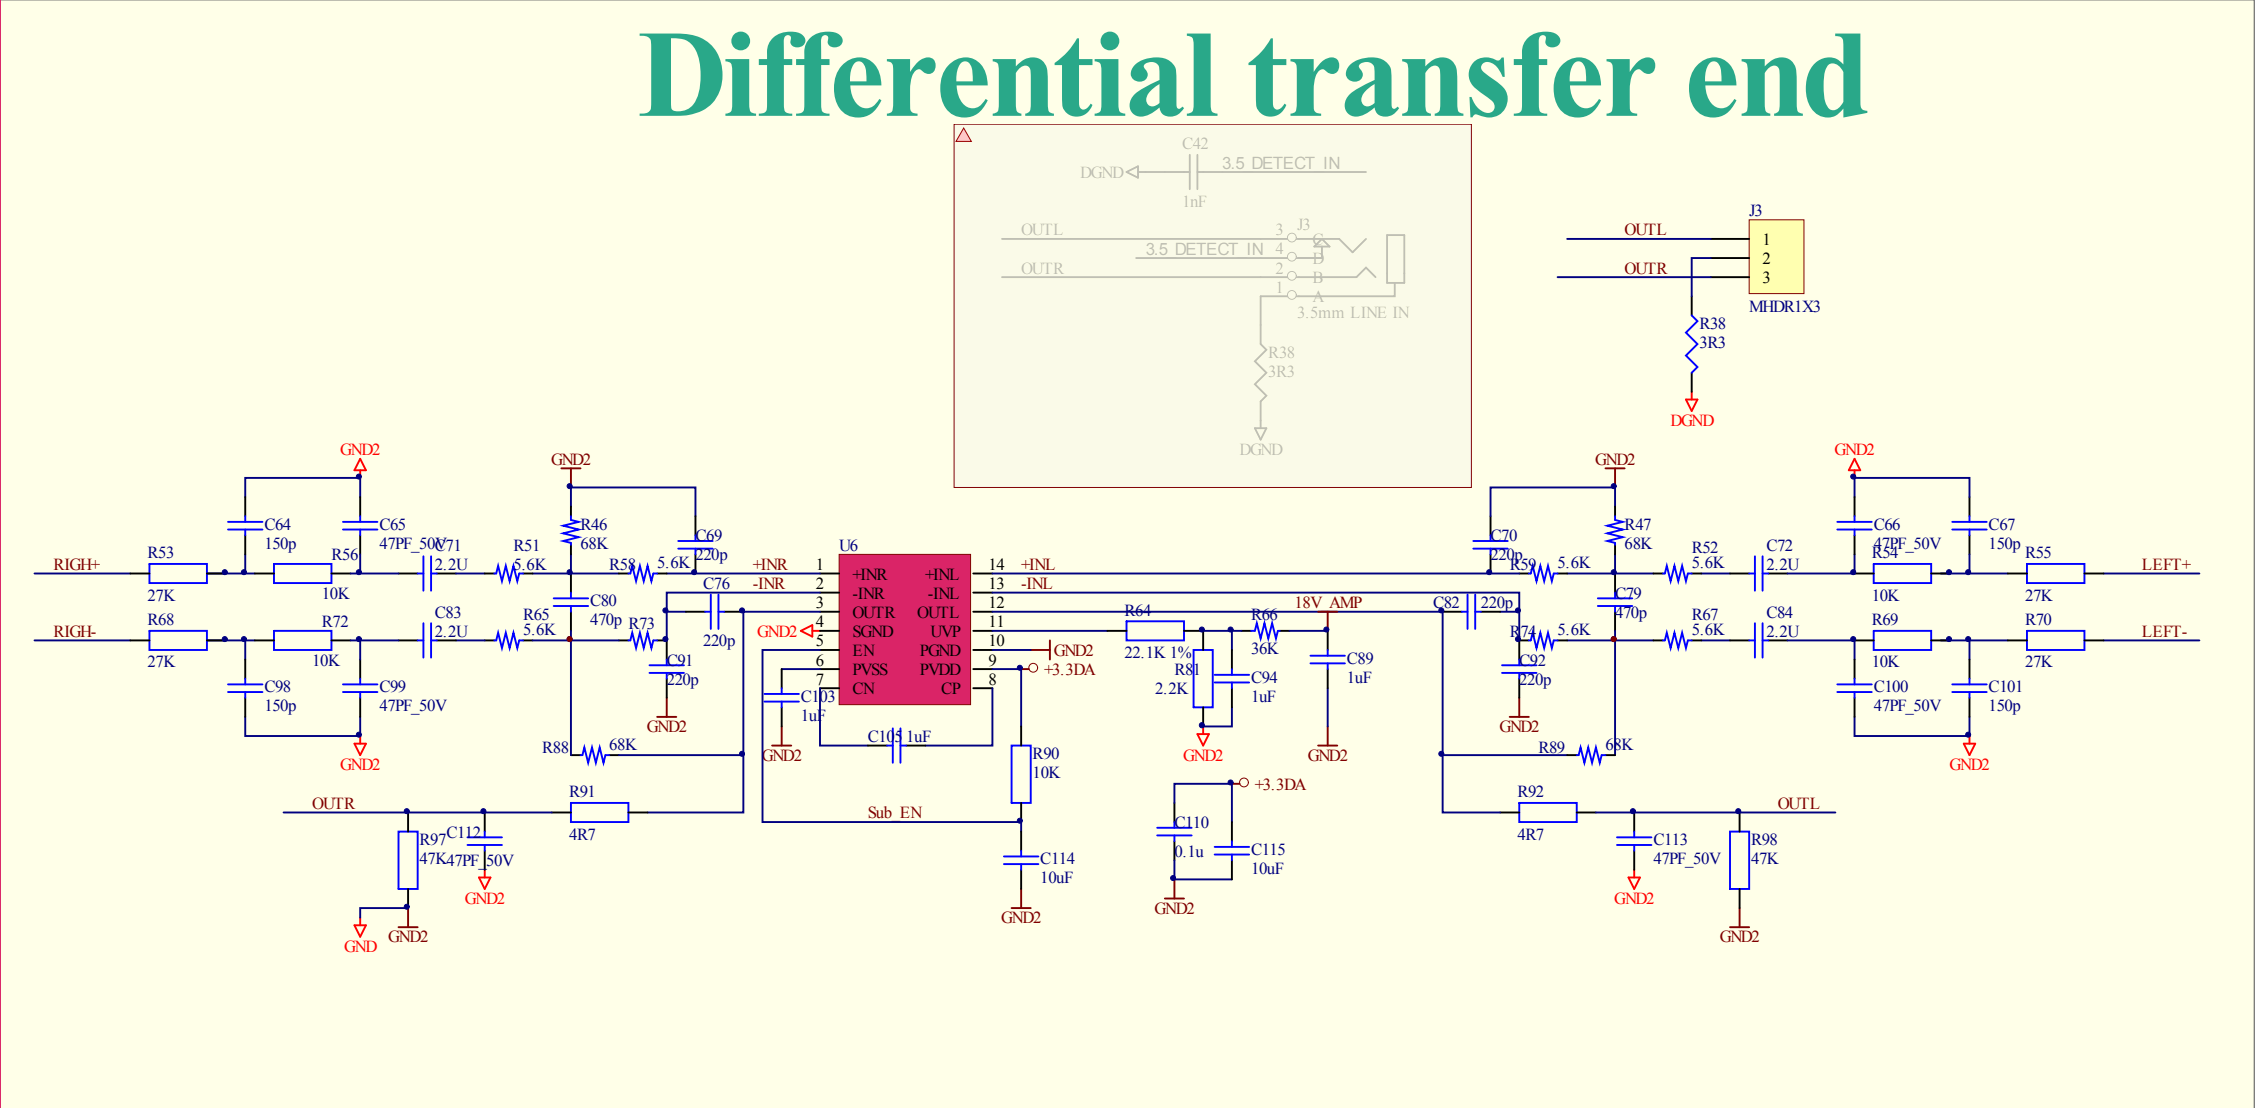 Differential transfer end
C42
DGND
3.5 DETECT IN
1nF
OUTL
3
J3
C
3.5 DETECT IN
4
D
OUTR
2
B
1
A
3.5mm LINE IN
R38
3R3
DGND
J3
OUTL
1
2
OUTR
3
MHDR1X3
R38
3R3
DGND
GND2
C64
150p
C65
47PF_50V
RIGH+
R53
27K
R56
10K
C71
2.2U
R51
5.6K
GND2
R46
68K
C69
220p
R58
5.6K
RIGH-
R68
27K
R72
10K
C83
2.2U
R65
5.6K
C80
470p
R73
C76
220p
C91
220p
GND2
C98
150p
C99
47PF_50V
GND2
R88
68K
OUTR
R91
4R7
R97
47K
C112
47PF_50V
GND2
GND
GND2
U6
+INR
1
+INR
+INL
14
+INL
-INR
2
-INR
-INL
13
-INL
3
OUTR
OUTL
12
GND2
4
SGND
UVP
11
5
EN
PGND
10
GND2
6
PVSS
PVDD
9
+3.3DA
7
CN
CP
8
C103
1uF
GND2
C105
1uF
R90
10K
Sub_EN
C114
10uF
GND2
R64
22.1K 1%
R66
36K
18V_AMP
R81
2.2K
C94
1uF
C89
1uF
GND2
GND2
+3.3DA
C110
0.1u
C115
10uF
GND2
GND2
C70
220p
R47
68K
R59
5.6K
R52
5.6K
C72
2.2U
GND2
C66
47PF_50V
C67
150p
R54
10K
R55
27K
LEFT+
C82
220p
C79
470p
R74
5.6K
R67
5.6K
C84
2.2U
R69
10K
R70
27K
LEFT-
C92
220p
GND2
C100
47PF_50V
C101
150p
GND2
R89
68K
R92
4R7
OUTL
C113
47PF_50V
GND2
R98
47K
GND2